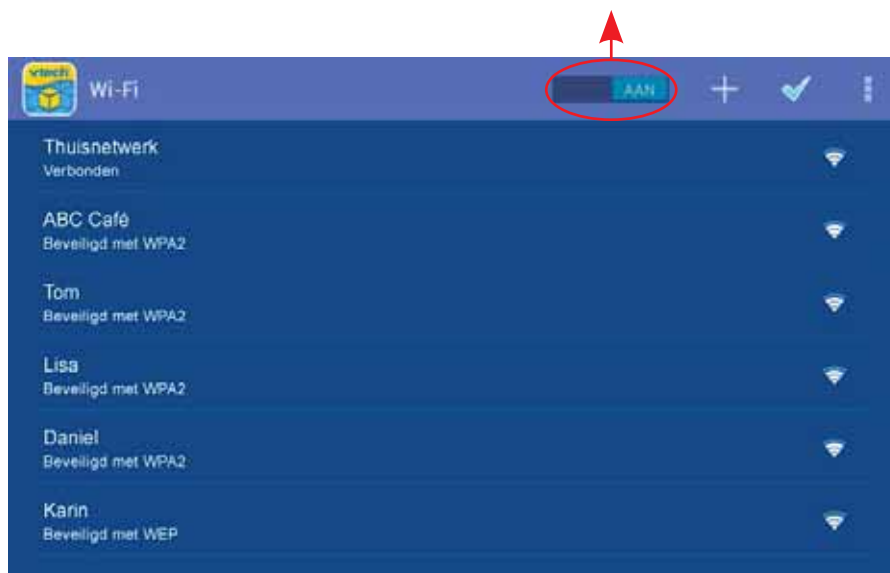 vtech
Wi-Fi
AAN
Thuisnetwerk
Verbonden
ABC Café
Beveiligd met WPA2
Tom
Beveiligd met WPA2
Lisa
Beveiligd met WPA2
Daniel
Beveiligd met WPA2
Karin
Beveiligd met WEP